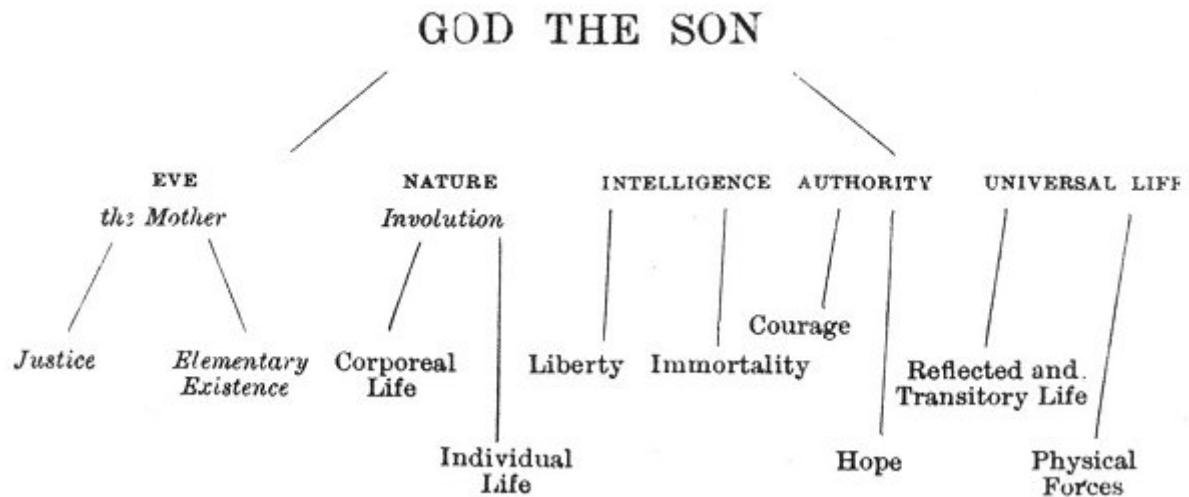 GOD THE SON
EVE NATURE INTELLIGENCE AUTHORITY UNIVERSAL LIFE
the Mother Involution
Courage
Justice Elementary Corporeal Liberty Immortality Reflected and.
Existence Life Transitory Life
Individual Hope Physical
Life Forces